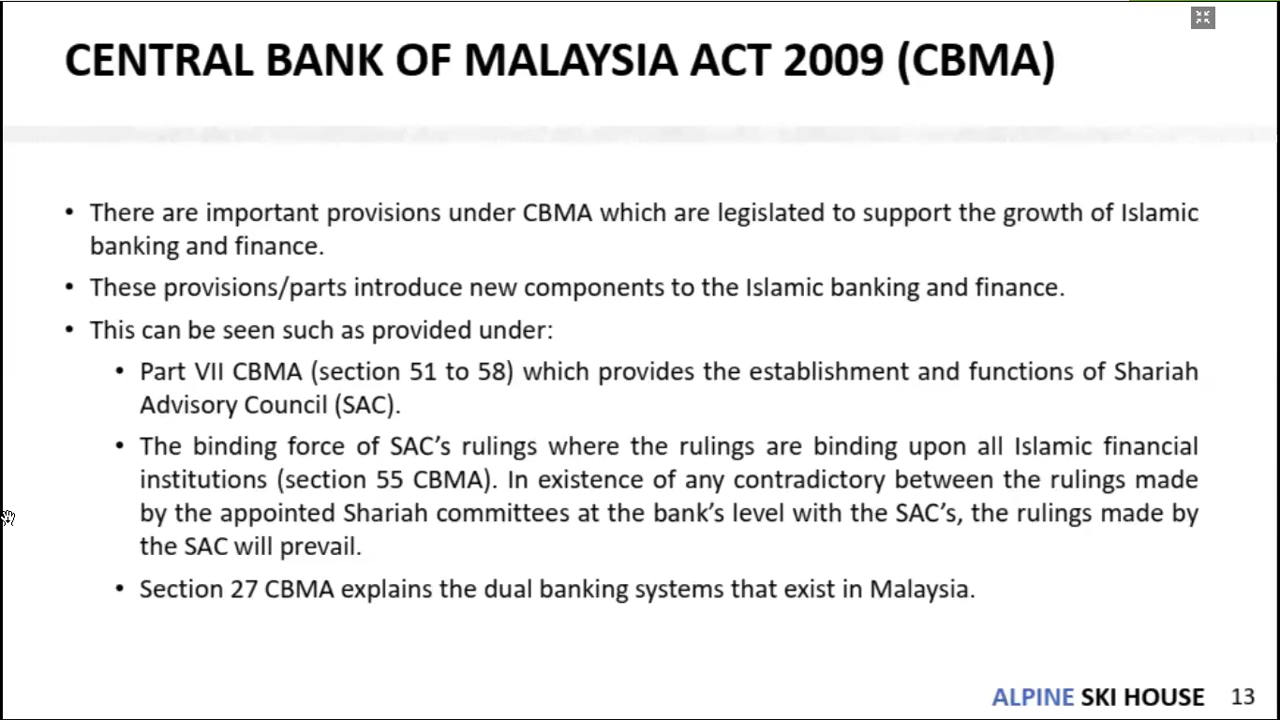 CENTRAL BANK OF MALAYSIA ACT 2009 (CBMA)
• There are important provisions under CBMA which are legislated to support the growth of Islamic
banking and finance.
• These provisions/parts introduce new components to the Islamic banking and finance.
• This can be seen such as provided under:
• Part VII CBMA (section 51 to 58) which provides the establishment and functions of Shariah
Advisory Council (SAC).
• The binding force of SAC’s rulings where the rulings are binding upon all Islamic financial
institutions (section 55 CBMA). In existence of any contradictory between the rulings made
by the appointed Shariah committees at the bank’s level with the SAC’s, the rulings made by
the SAC will prevail.
• Section 27 CBMA explains the dual banking systems that exist in Malaysia.
ALPINE SKI HOUSE 13